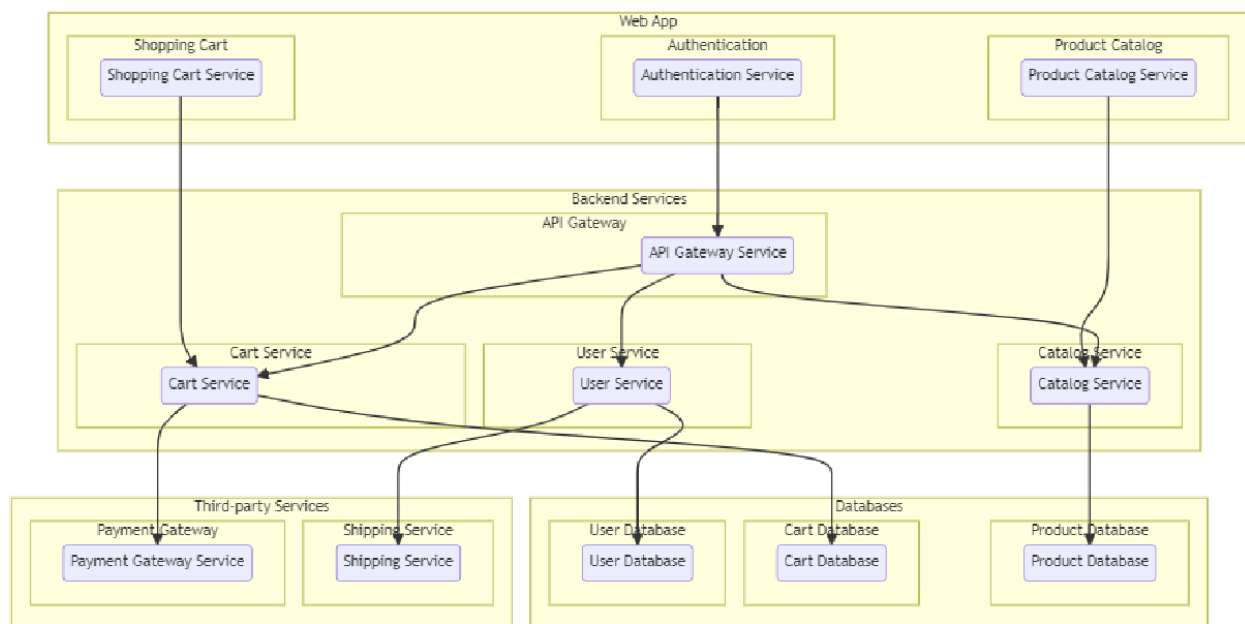 Web App
Shopping Cart
Authentication
Product Catalog
Shopping Cart Service
Authentication Service
Product Catalog Service
Backend Services
API Gateway
API Gateway Service
Cart Service
User Service
Catalog Service
Cart Service
User Service
Catalog Service
Third-party Services
Databases
Payment Gateway
Shipping Service
User Database
Cart Database
Product Database
Payment Gateway Service
Shipping Service
User Database
Cart Database
Product Database